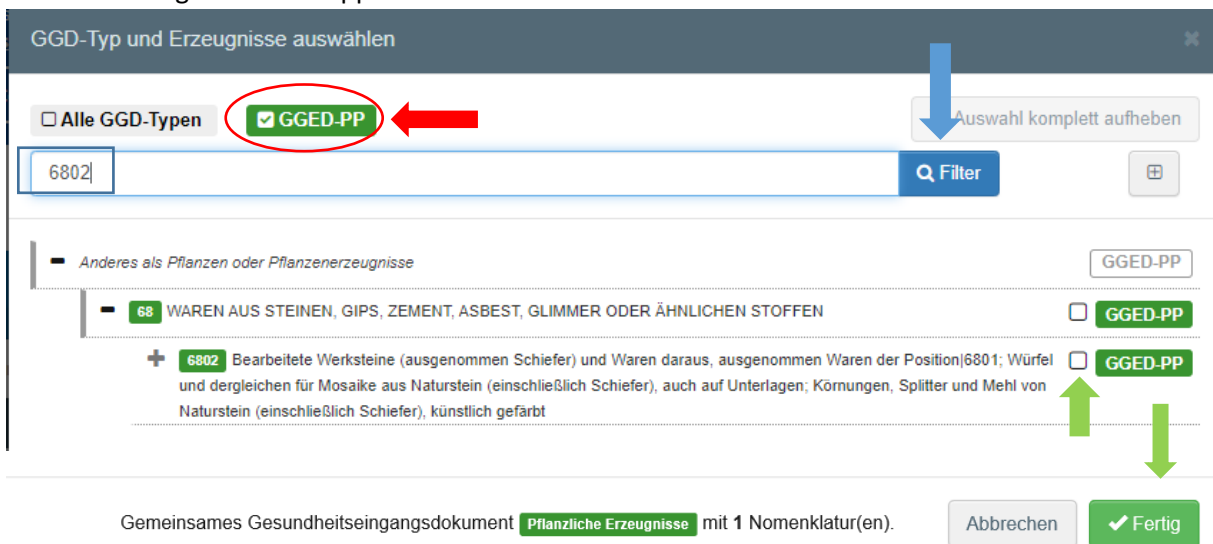 GGD-Typ und Erzeugnisse auswählen
Alle GGD-Typen GGED-PP Auswahl komplett aufheben
6802 Filter
Anderes als Pflanzen oder Pflanzenerzeugnisse GGED-PP
68 WAREN AUS STEINEN, GIPS, ZEMENT, ASBEST, GLIMMER ODER ÄHNLICHEN STOFFEN GGED-PP
6802 Bearbeitete Werksteine (ausgenommen Schiefer) und Waren daraus, ausgenommen Waren der Position|6801; Würfel GGED-PP
und dergleichen für Mosaike aus Naturstein (einschließlich Schiefer), auch auf Unterlagen; Körnungen, Splitter und Mehl von
Naturstein (einschließlich Schiefer), künstlich gefärbt
Gemeinsames Gesundheitseingangsdokument Pflanzliche Erzeugnisse mit 1 Nomenklatur(en). Abbrechen Fertig